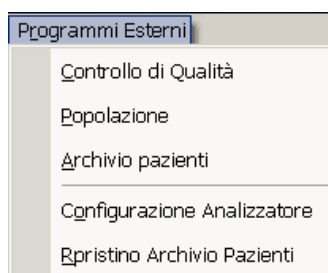 Programmi Esterni
Controllo di Qualità
Popolazione
Archivio pazienti
Configurazione Analizzatore
Rpristino Archivio Pazienti